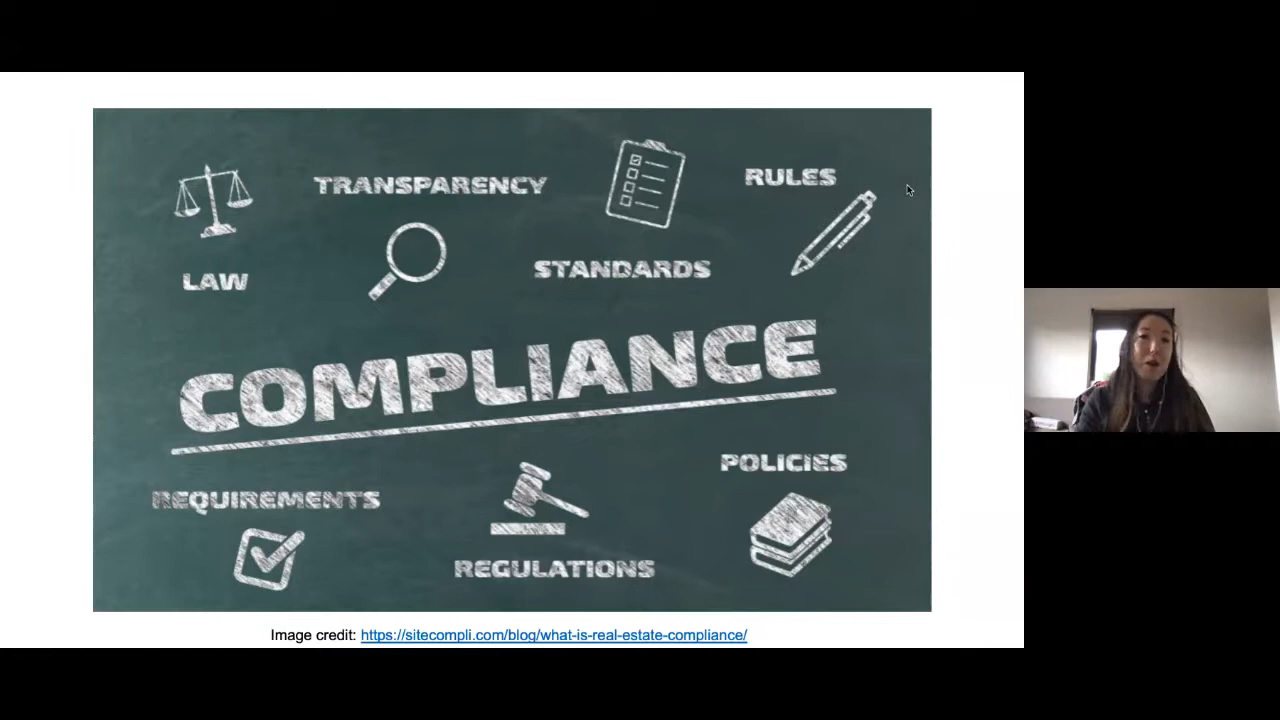 TRANSPARENCY
RULES
LAW
STANDARDS
COMPLIANCE
POLICIES
REQUIREMENTS
REGULATIONS
Image credit: https://sitecompli.com/blog/what-is-real-estate-compliance/